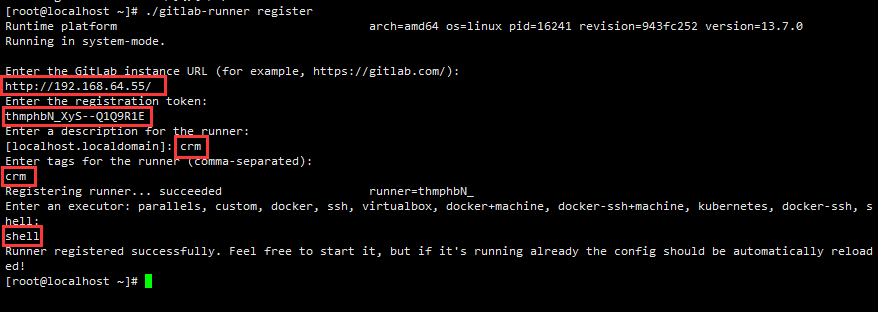 [root@localhost ~]# ./gitlab-runner register
Runtime platform                                    arch=amd64 os=linux pid=16241 revision=943fc252 version=13.7.0
Running in system-mode.
Enter the GitLab instance URL (for example, https://gitlab.com/):
http://192.168.64.55/
Enter the registration token:
thmphbN_XyS--Q1Q9R1E
Enter a description for the runner:
[localhost.localdomain]: crm
Enter tags for the runner (comma-separated):
crm
Registering runner... succeeded                     runner=thmphbN_
Enter an executor: parallels, custom, docker, ssh, virtualbox, docker+machine, docker-ssh+machine, kubernetes, docker-ssh, s
hell:
shell
Runner registered successfully. Feel free to start it, but if it's running already the config should be automatically reload
ed!
[root@localhost ~]#